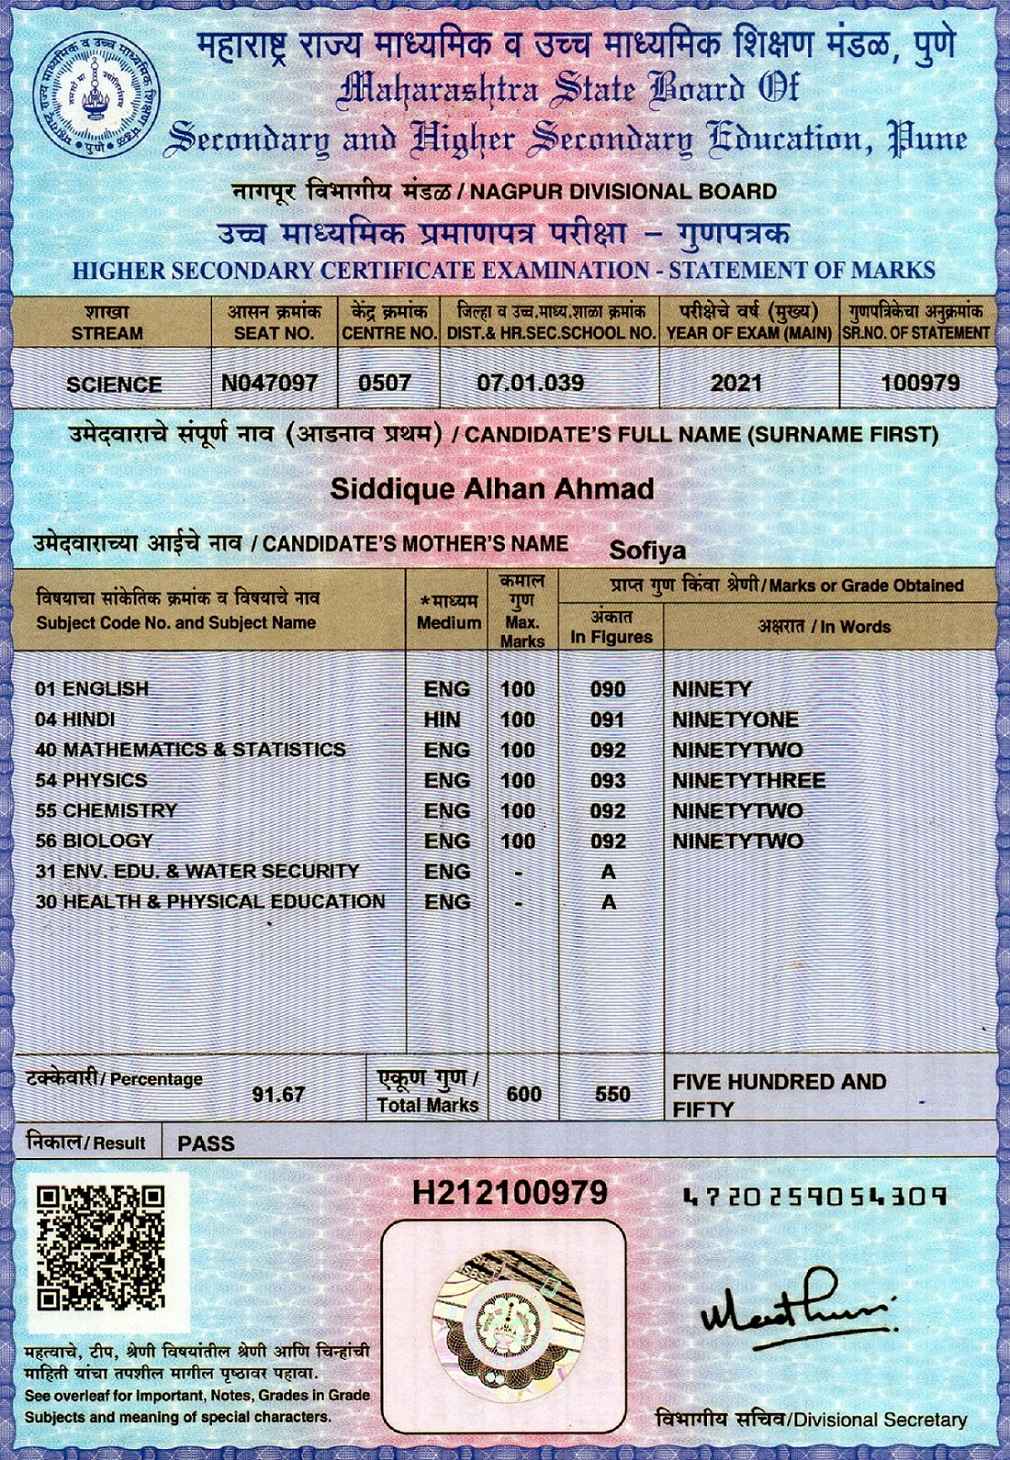 महाराष्ट्र राज्य माध्यमिक व उच्च माध्यमिक शिक्षण मंडळ, पुणे
Maharashtra State Board Of
Secondary and Higher Secondary Education, Pune
नागपूर विभागीय मंडळ / NAGPUR DIVISIONAL BOARD
उच्च माध्यमिक प्रमाणपत्र परीक्षा – गुणपत्रक
HIGHER SECONDARY CERTIFICATE EXAMINATION - STATEMENT OF MARKS
शाखा आसन क्रमांक केंद्र क्रमांक जिल्हा व उच्च.माध्य.शाळा क्रमांक परीक्षेचे वर्ष (मुख्य) गुणपत्रिकेचा अनुक्रमांक
STREAM SEAT NO. CENTRE NO. DIST.& HR.SEC.SCHOOL NO. YEAR OF EXAM (MAIN) SR.NO. OF STATEMENT
SCIENCE N047097 0507 07.01.039 2021 100979
उमेदवाराचे संपूर्ण नाव (आडनाव प्रथम) / CANDIDATE'S FULL NAME (SURNAME FIRST)
Siddique Alhan Ahmad
उमेदवाराच्या आईचे नाव / CANDIDATE'S MOTHER'S NAME Sofiya
विषयाचा सांकेतिक क्रमांक व विषयाचे नाव
Subject Code No. and Subject Name
*माध्यम
Medium
कमाल
गुण
Max.
Marks
प्राप्त गुण किंवा श्रेणी/Marks or Grade Obtained
अंकात
In Figures
अक्षरात / In Words
01 ENGLISH ENG 100 090 NINETY
04 HINDI HIN 100 091 NINETYONE
40 MATHEMATICS & STATISTICS ENG 100 092 NINETYTWO
54 PHYSICS ENG 100 093 NINETYTHREE
55 CHEMISTRY ENG 100 092 NINETYTWO
56 BIOLOGY ENG 100 092 NINETYTWO
31 ENV. EDU. & WATER SECURITY ENG - A
30 HEALTH & PHYSICAL EDUCATION ENG - A
टक्केवारी/ Percentage 91.67
एकूण गुण /
Total Marks
600 550
FIVE HUNDRED AND
FIFTY
निकाल/ Result PASS
H212100979
4720259054309
महत्वाचे, टीप, श्रेणी विषयांतील श्रेणी आणि चिन्हांची
माहिती यांचा तपशील मागील पृष्ठावर पहावा.
See overleaf for Important, Notes, Grades in Grade
Subjects and meaning of special characters.
विभागीय सचिव/Divisional Secretary